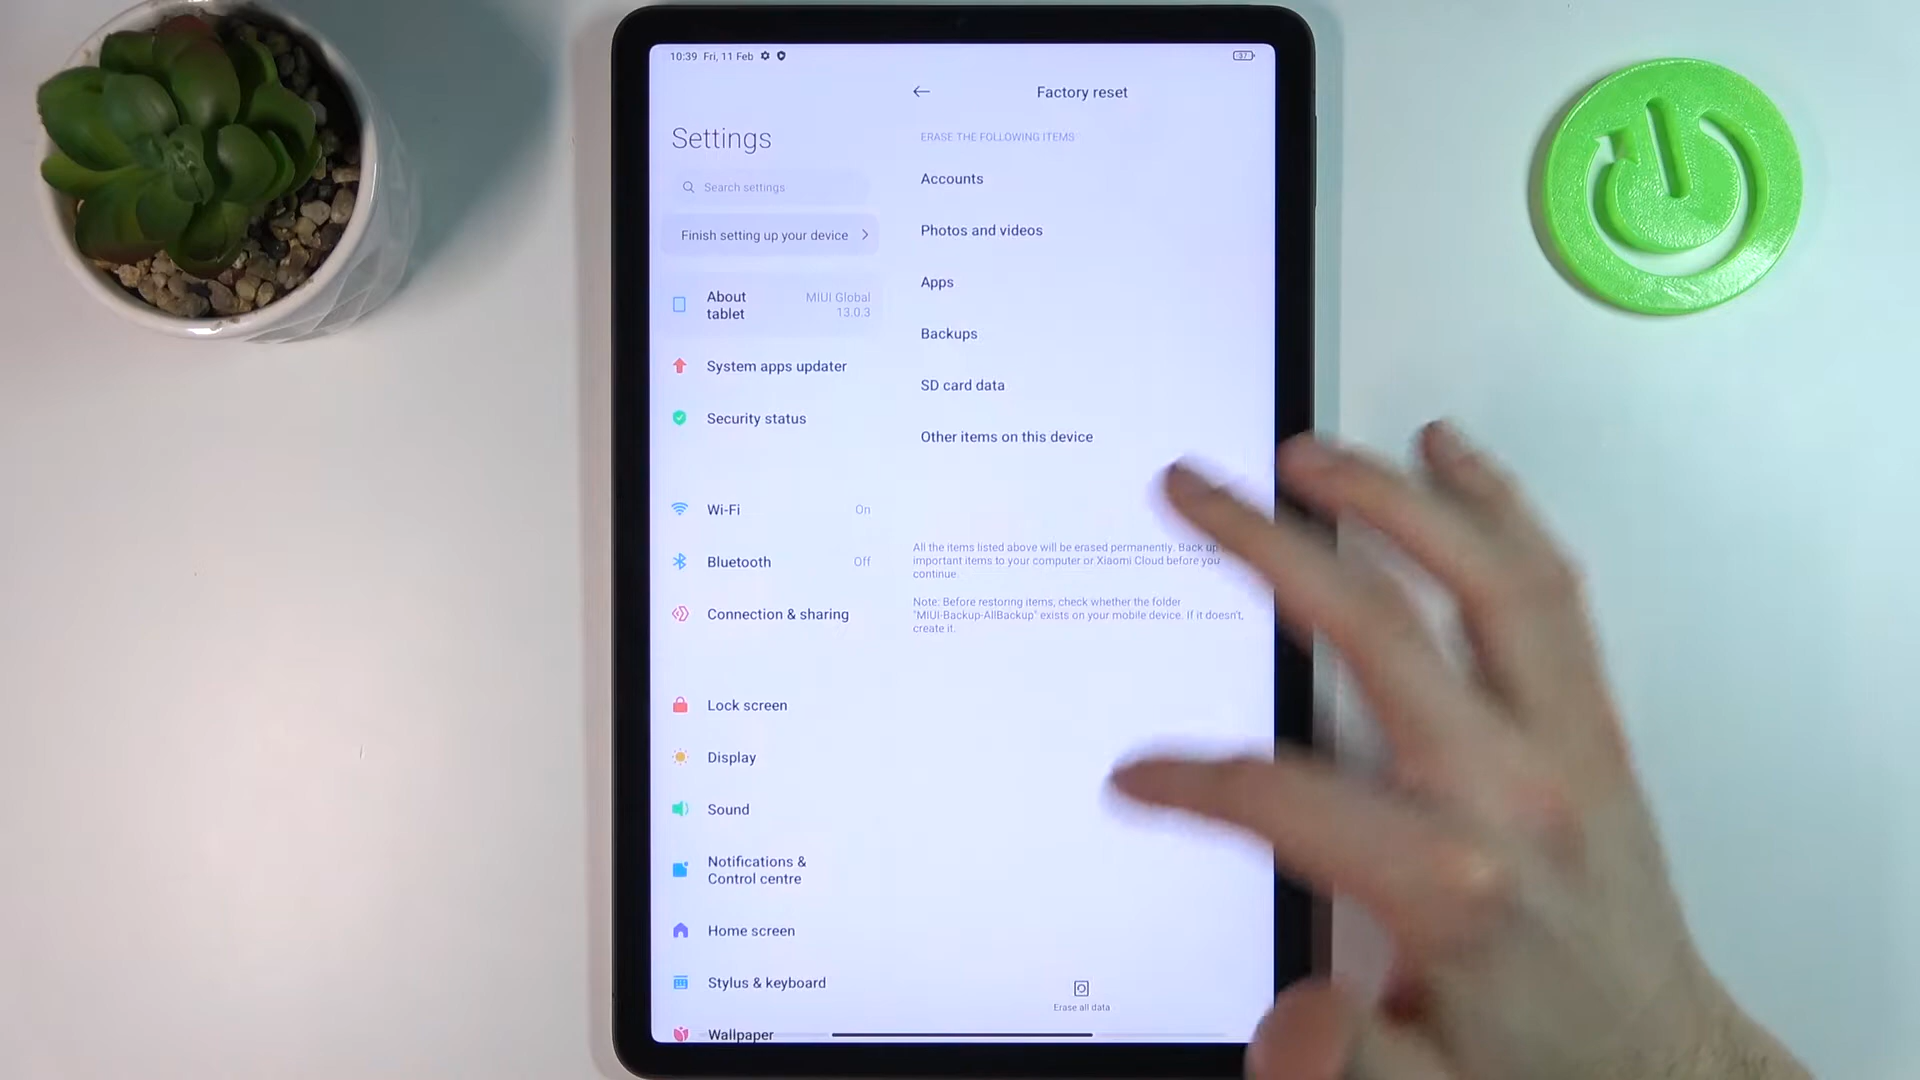 10:39 Fri, 11 Feb
37
Settings
Search settings
Finish setting up your device
About
tablet
MIUI Global
13.0.3
System apps updater
Security status
Wi-Fi
On
Bluetooth
Off
Connection & sharing
Lock screen
Display
Sound
Notifications &
Control centre
Home screen
Stylus & keyboard
Wallpaper
Factory reset
ERASE THE FOLLOWING ITEMS
Accounts
Photos and videos
Apps
Backups
SD card data
Other items on this device
All the items listed above will be erased permanently. Back up
important items to your computer or Xiaomi Cloud before you
continue.
Note: Before restoring items, check whether the folder
"MIUI-Backup-AllBackup" exists on your mobile device. If it doesn't,
create it.
Erase all data